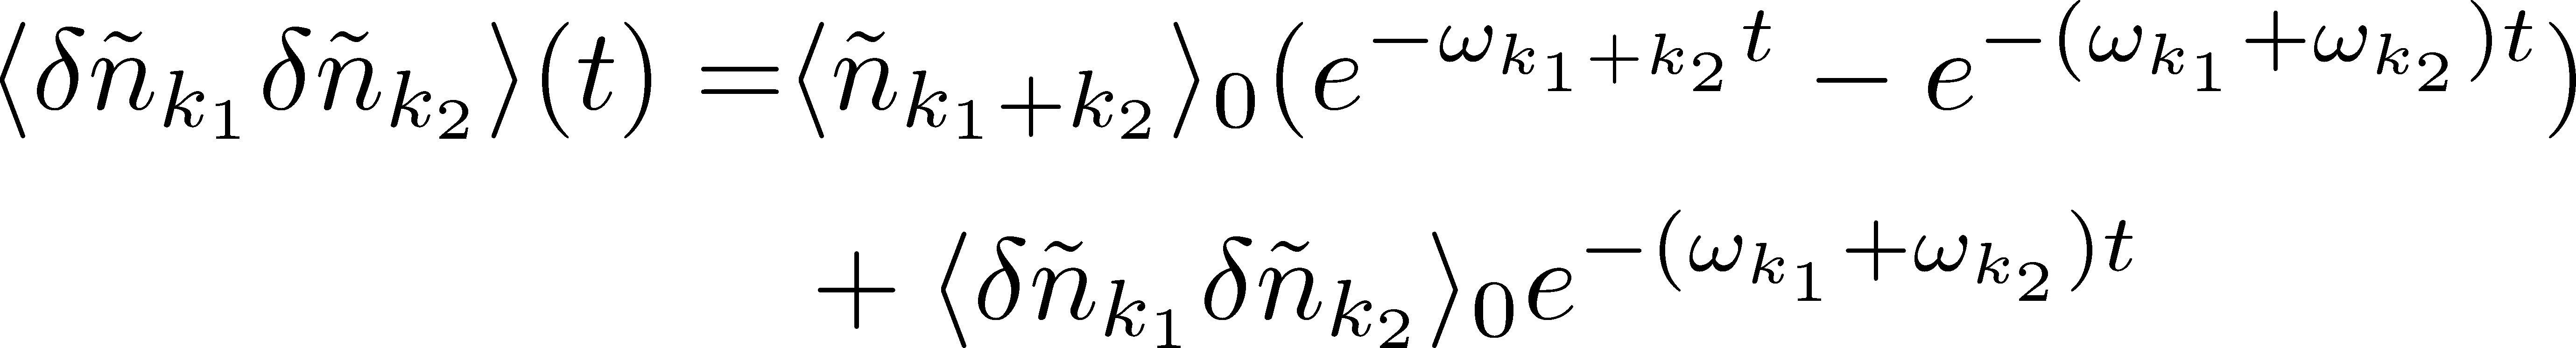 ⟨δñ_{k_1} δñ_{k_2}⟩(t) = ⟨ñ_{k_1+k_2}⟩_0 (e^{-ω_{k_1+k_2} t} − e^{-(ω_{k_1}+ω_{k_2})t})
+ ⟨δñ_{k_1} δñ_{k_2}⟩_0 e^{-(ω_{k_1}+ω_{k_2})t}